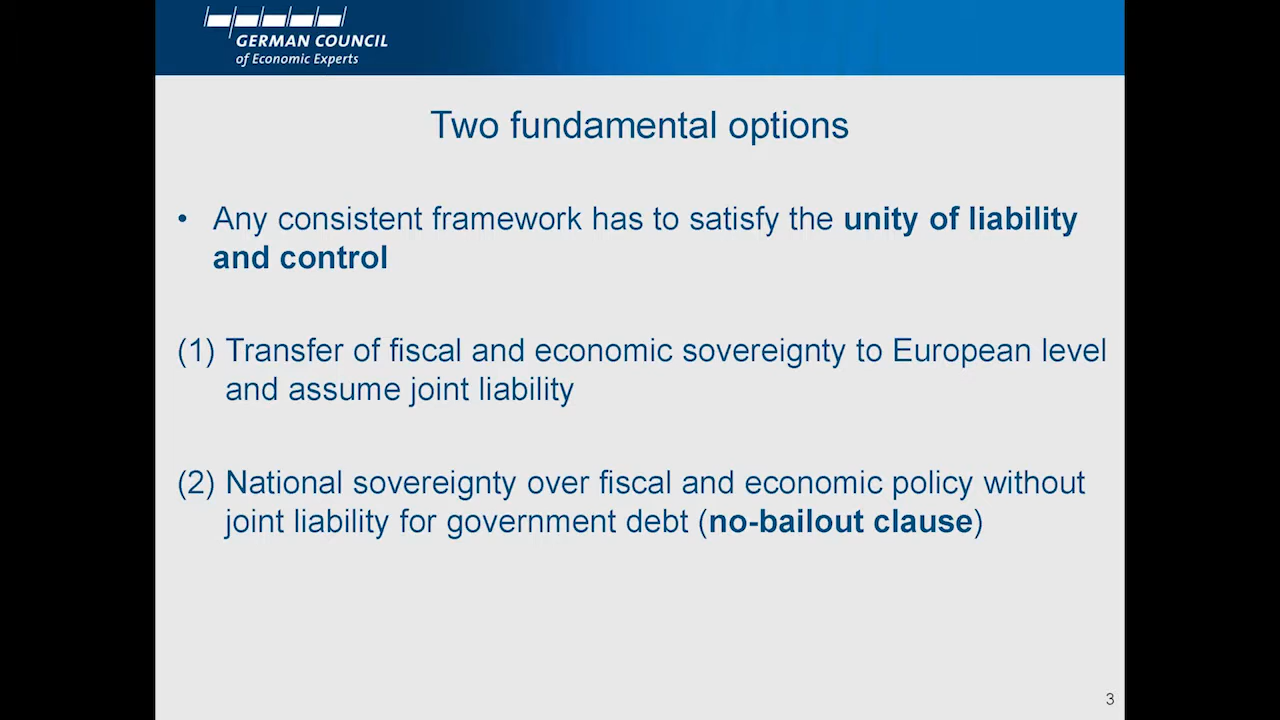 GERMAN COUNCIL
of Economic Experts
Two fundamental options
• Any consistent framework has to satisfy the unity of liability
and control
(1) Transfer of fiscal and economic sovereignty to European level
and assume joint liability
(2) National sovereignty over fiscal and economic policy without
joint liability for government debt (no-bailout clause)
3